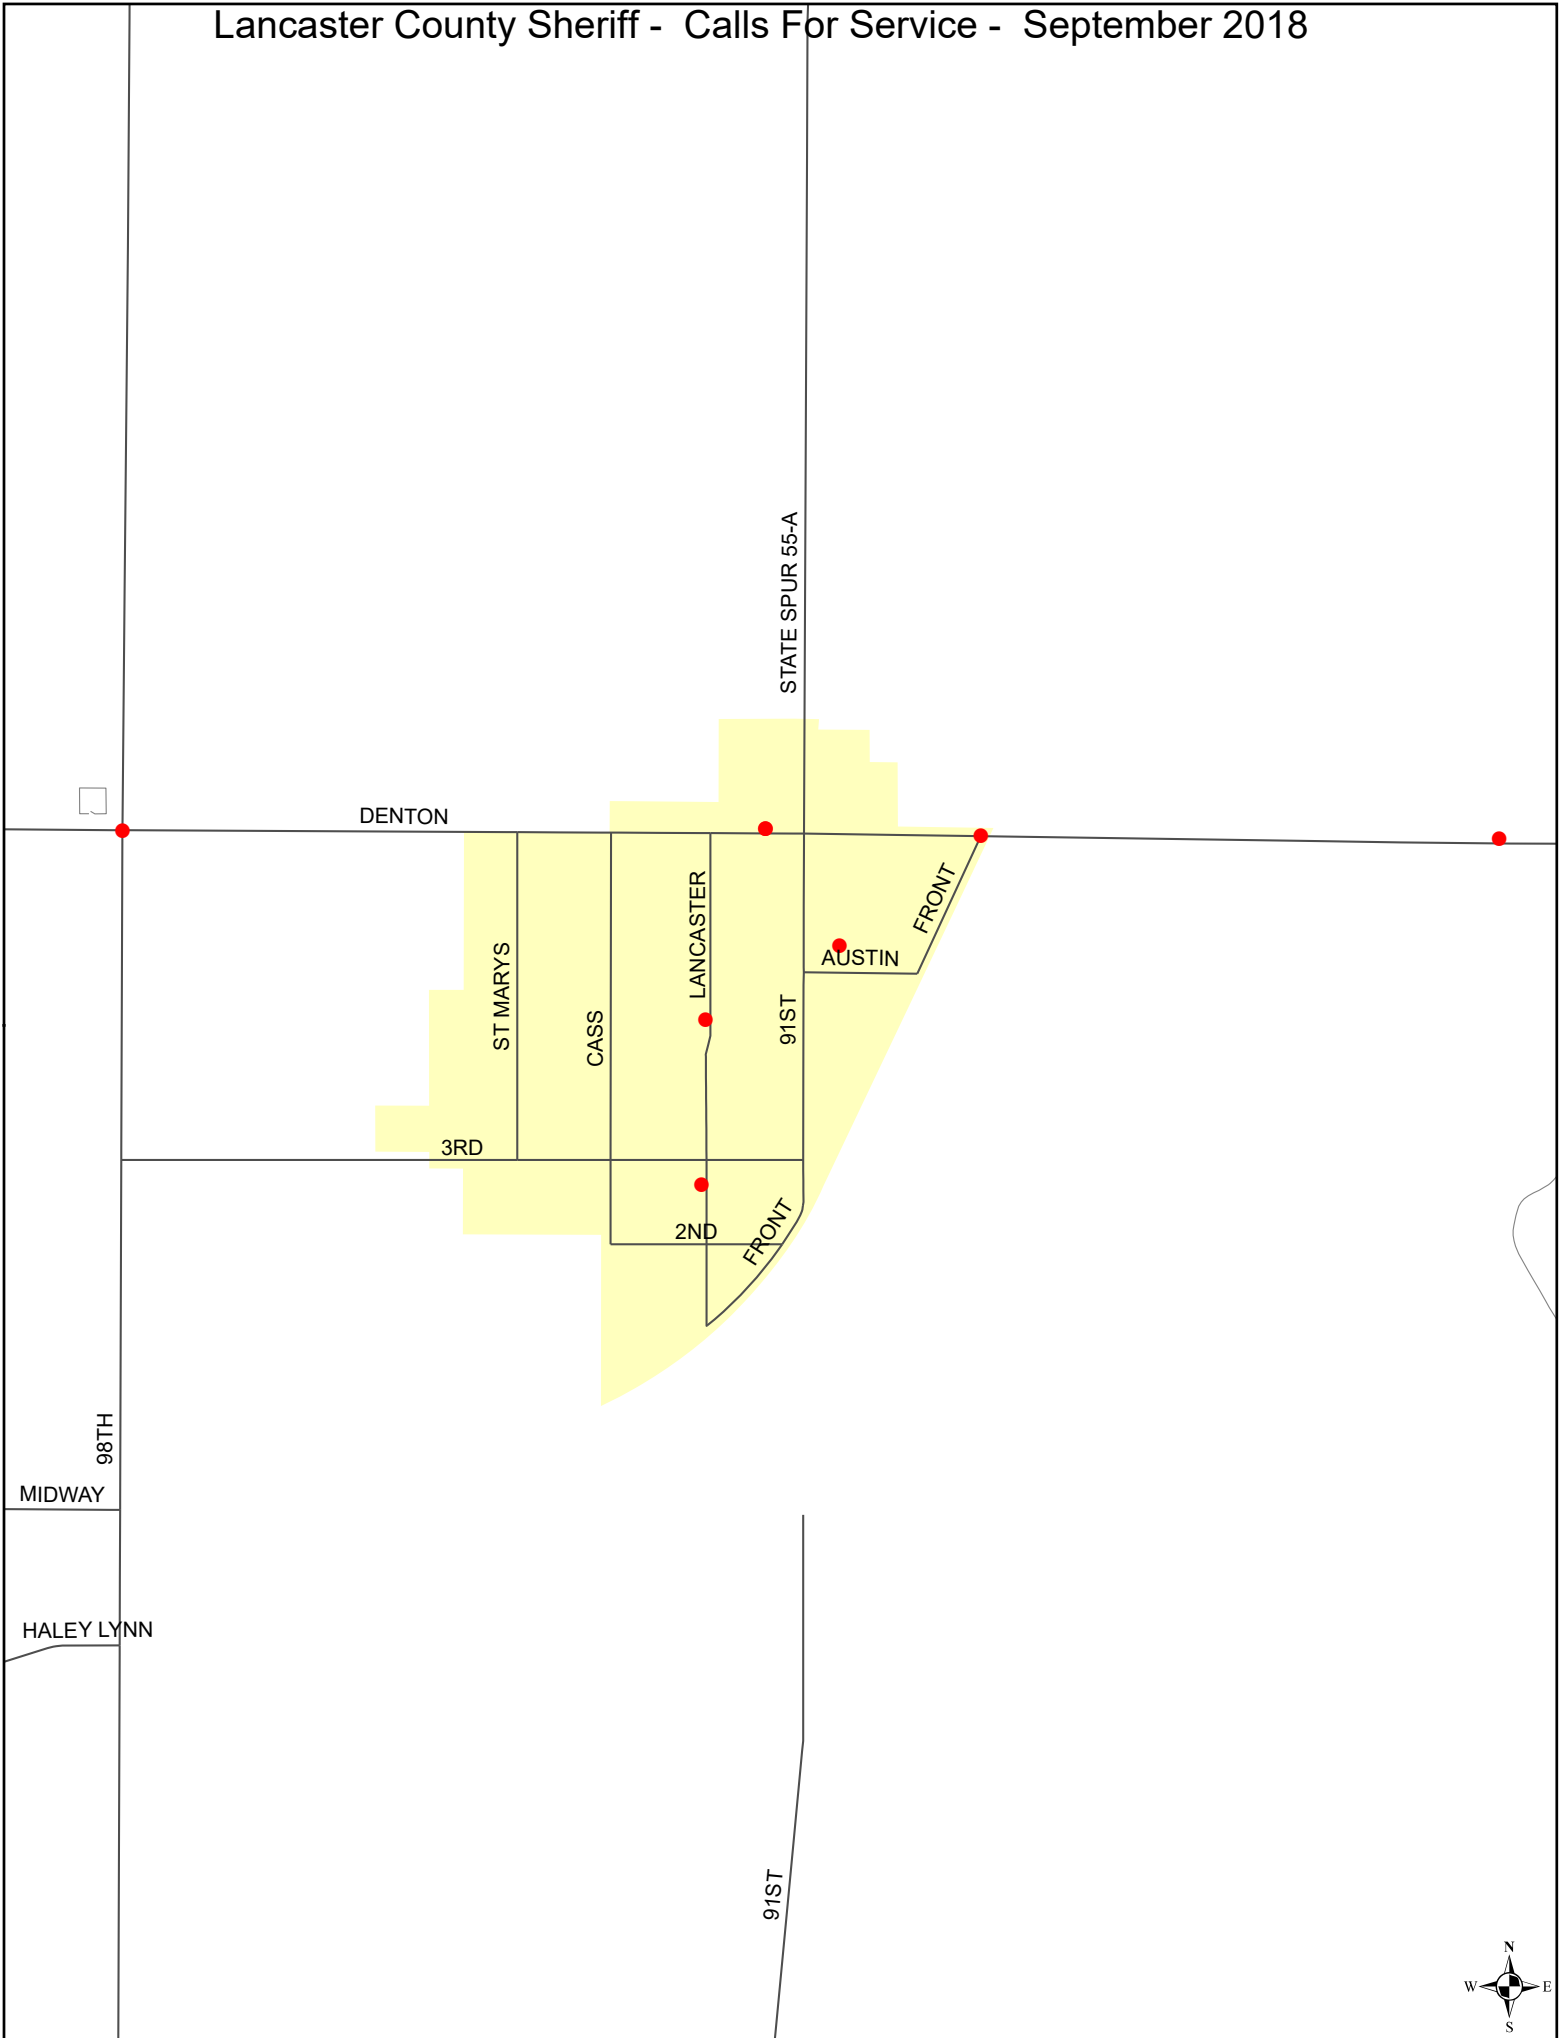 Lancaster County Sheriff - Calls For Service - September 2018
STATE SPUR 55-A
DENTON
FRONT
LANCASTER
AUSTIN
ST MARYS
91ST
CASS
3RD
FRONT
2ND
98TH
MIDWAY
HALEY LYNN
91ST
N
W E
S